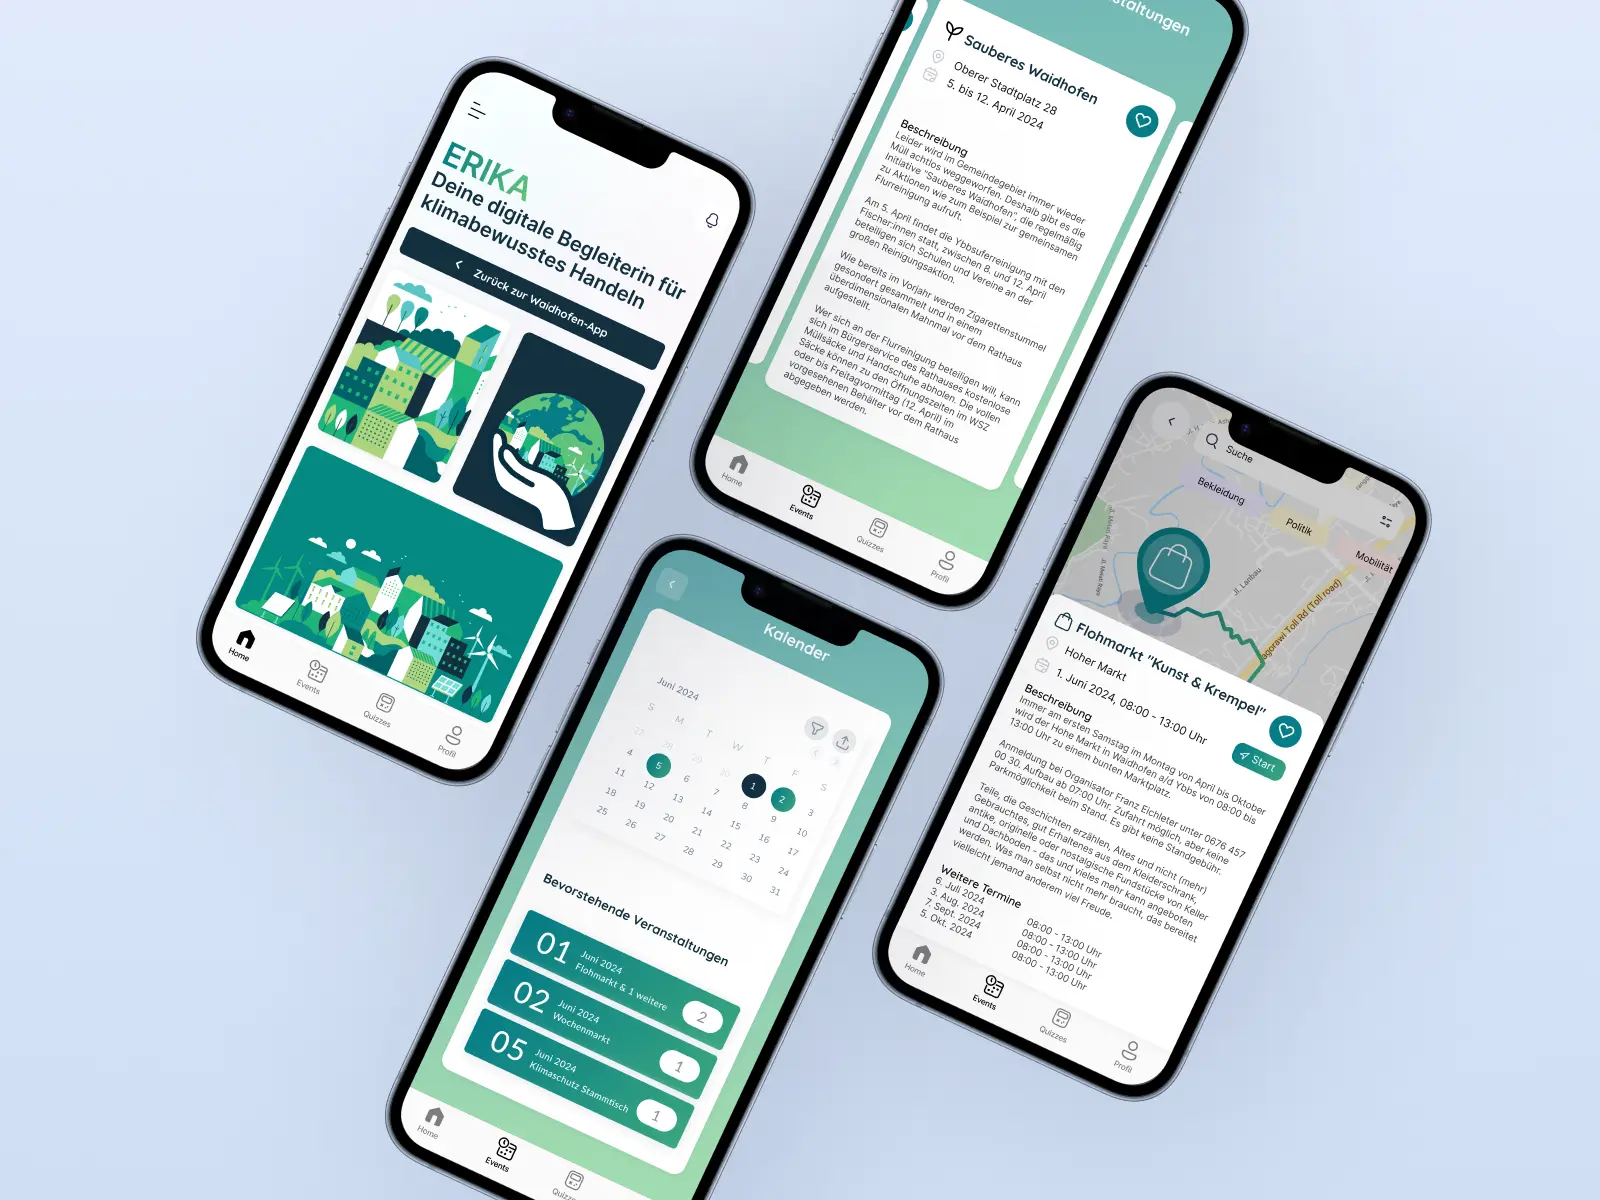 ERIKA
Deine digitale Begleiterin für
klimabewusstes Handeln
Zurück zur Waidhofen-App
Home
Events
Quizzes
Profil
Sauberes Waidhofen
Oberer Stadtplatz 28
5. bis 12. April 2024
Beschreibung
Leider wird im Gemeindegebiet immer wieder
Müll achtlos weggeworfen. Deshalb gibt es die
Initiative "Sauberes Waidhofen", die regelmäßig
zu Aktionen wie zum Beispiel zur gemeinsamen
Flurreinigung aufruft.
Am 5. April findet die Ybbsuferreinigung mit den
Fischer:innen statt, zwischen 8. und 12. April
beteiligen sich Schulen und Vereine an der
großen Reinigungsaktion.
Wie bereits im Vorjahr werden Zigarettenstummel
gesondert gesammelt und in einem
überdimensionalen Mahnmal vor dem Rathaus
aufgestellt.
Wer sich an der Flurreinigung beteiligen will, kann
sich im Bürgerservice des Rathauses kostenlose
Müllsäcke und Handschuhe abholen. Die vollen
Säcke können zu den Öffnungszeiten im WSZ
oder bis Freitagvormittag (12. April) im
vorgesehenen Behälter vor dem Rathaus
abgegeben werden.
Home
Events
Quizzes
Profil
Kalender
Juni 2024
S M T W T F S
27 28 29 30 1 2 3
4 5 6 7 8 9 10
11 12 13 14 15 16 17
18 19 20 21 22 23 24
25 26 27 28 29 30 31
Bevorstehende Veranstaltungen
01
Juni 2024
Flohmarkt & 1 weitere
2
02
Juni 2024
Wochenmarkt
1
05
Juni 2024
Klimaschutz Stammtisch
1
Home
Events
Suche
Bekleidung
Politik
Mobilität
Jl. Lanbau
(Toll road)
Flohmarkt "Kunst & Krempel"
Hoher Markt
1. Juni 2024, 08:00 - 13:00 Uhr
Start
Beschreibung
Immer am ersten Samstag im Montag von April bis Oktober
wird der Hohe Markt in Waidhofen a/d Ybbs von 08:00 bis
13:00 Uhr zu einem bunten Marktplatz.
Anmeldung bei Organisator Franz Eichleter unter 0676 457
00 30. Aufbau ab 07:00 Uhr. Zufahrt möglich, aber keine
Parkmöglichkeit beim Stand. Es gibt keine Standgebühr.
Teile, die Geschichten erzählen, Altes und nicht (mehr)
Gebrauchtes, gut Erhaltenes aus dem Kleiderschrank,
antike, originelle oder nostalgische Fundstücke von Keller
und Dachboden - das und vieles mehr kann angeboten
werden. Was man selbst nicht mehr braucht, das bereitet
vielleicht jemand anderem viel Freude.
Weitere Termine
6. Juli 2024 08:00 - 13:00 Uhr
3. Aug. 2024 08:00 - 13:00 Uhr
7. Sept. 2024 08:00 - 13:00 Uhr
5. Okt. 2024 08:00 - 13:00 Uhr
Home
Events
Quizzes
Profil